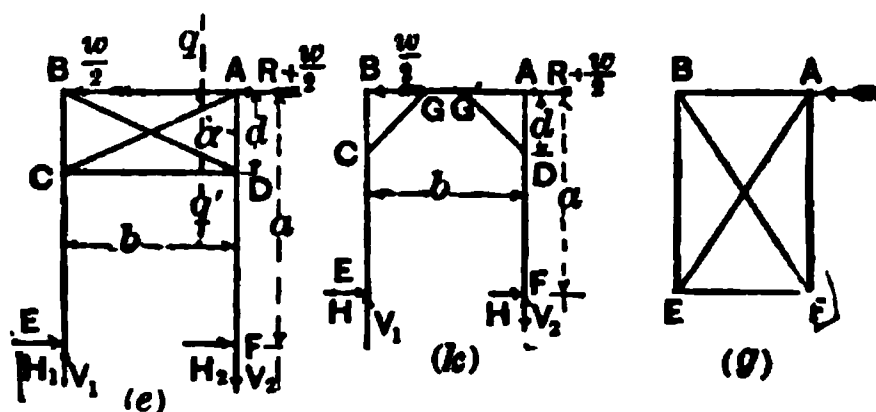 q
B w/2 A R+w/2
α d
C D
q'
b a
E F
H₁ V₁ H₂ V₂
(e)
B w/2 A R+w/2
G G' d
C D
b a
E F
H V₁ H V₂
(k)
B A
E F
(g)